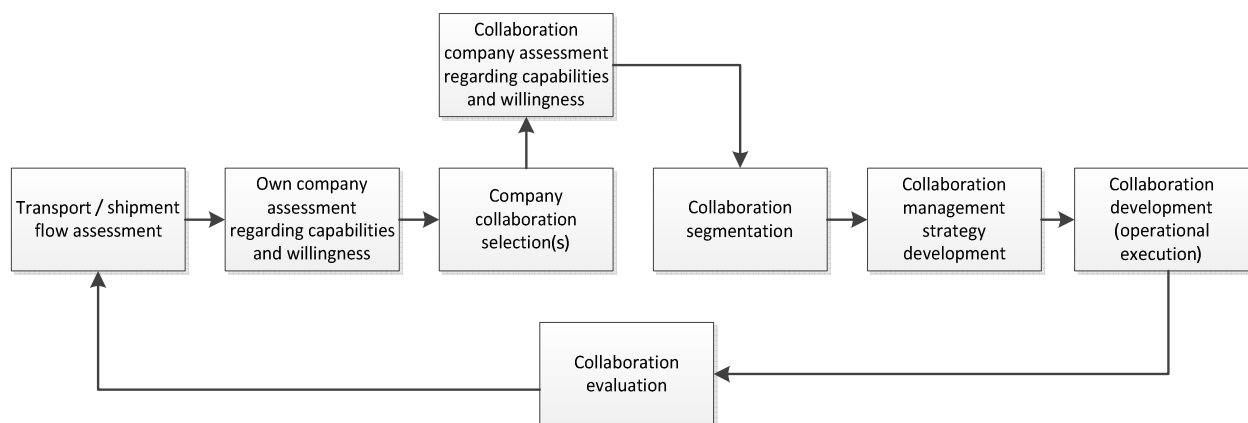 Collaboration
company assessment
regarding capabilities
and willingness
Transport / shipment
flow assessment
Own company
assessment
regarding capabilities
and willingness
Company
collaboration
selection(s)
Collaboration
segmentation
Collaboration
management
strategy
development
Collaboration
development
(operational
execution)
Collaboration
evaluation